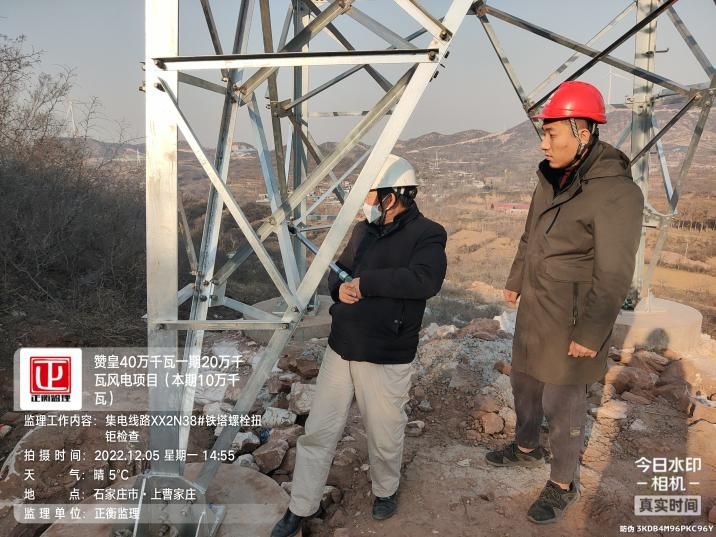 正衡管理
赞皇40万千瓦一期20万千
瓦风电项目（本期10万千
瓦）
监理工作内容：集电线路XX2N38#铁塔螺栓扭
钜检查
拍摄时间：2022.12.05 星期一 14:55
天气：晴 5℃
地点：石家庄市·上曹家庄
监理单位：正衡监理
今日水印
相机
真实时间
防伪 3KDB4M96PKC96Y